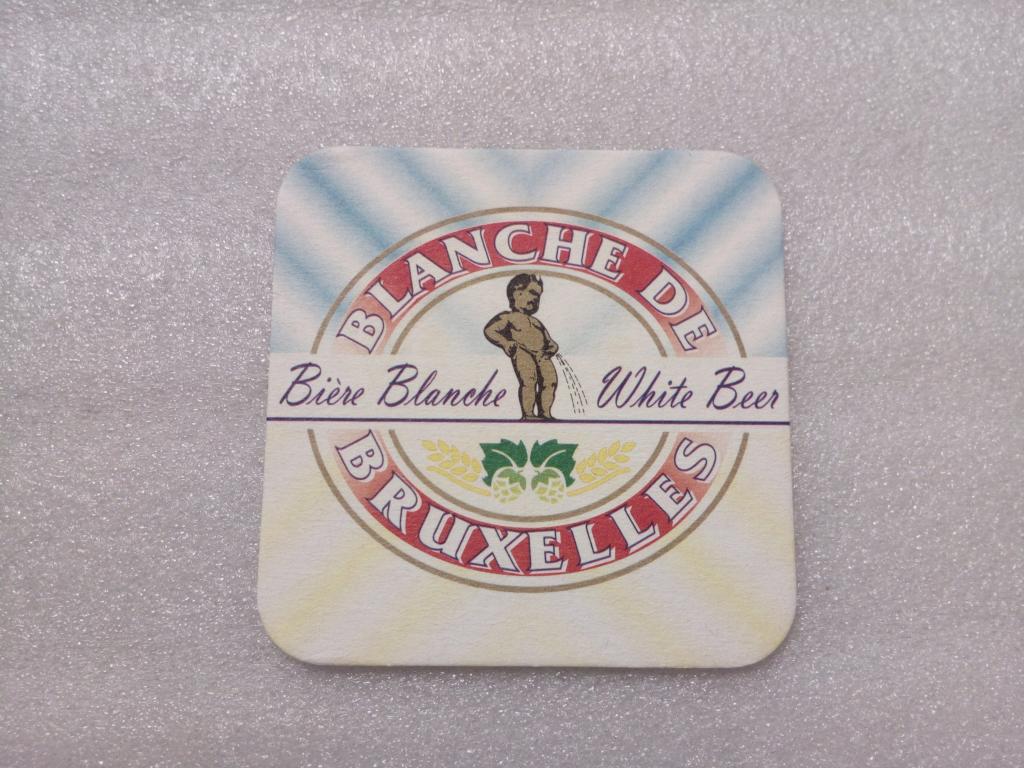 BLANCHE DE
Bière Blanche White Beer
BRUXELLES